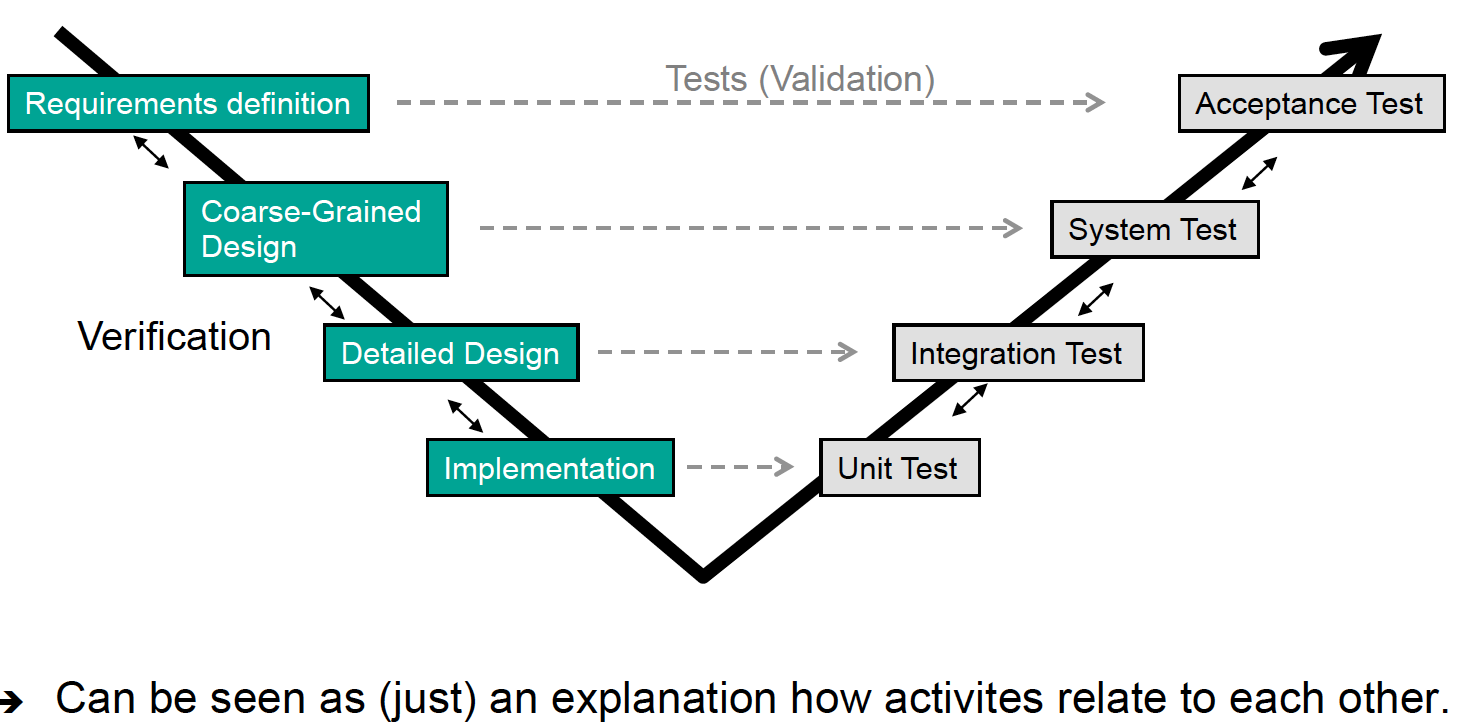 Tests (Validation)
Requirements definition
Acceptance Test
Coarse-Grained
Design
System Test
Verification
Detailed Design
Integration Test
Implementation
Unit Test
➔ Can be seen as (just) an explanation how activites relate to each other.